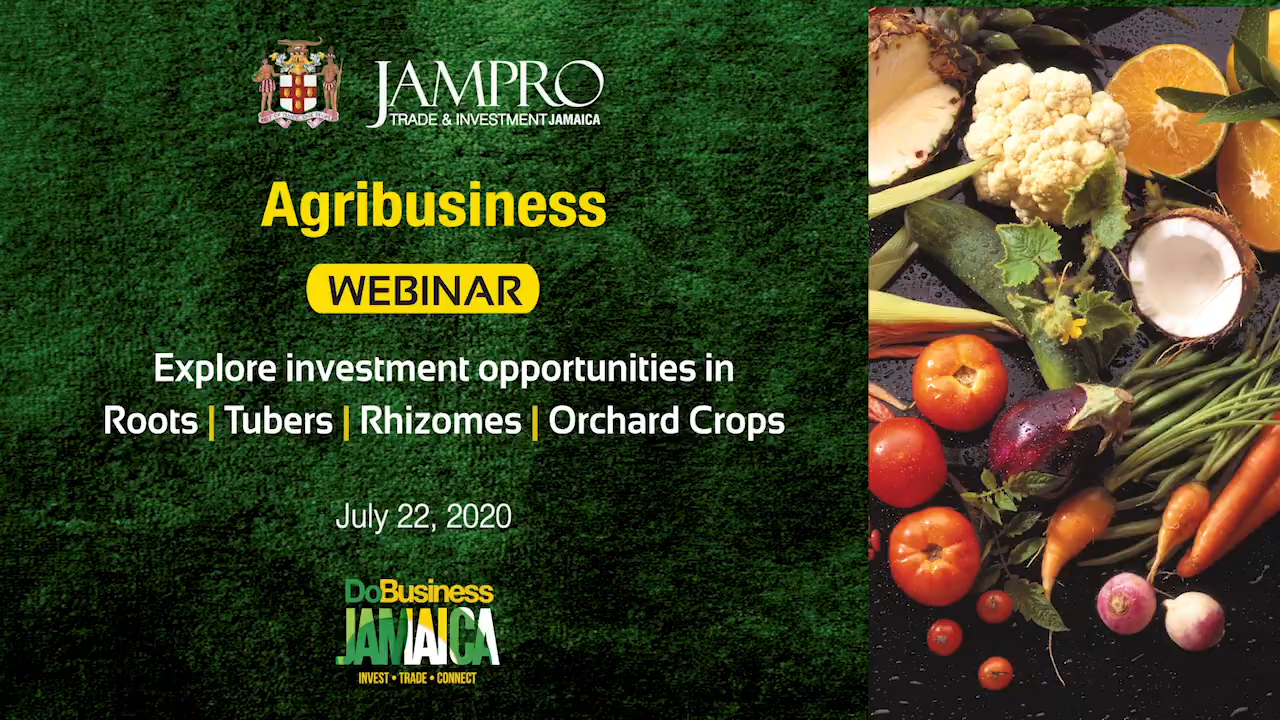 JAMPRO
TRADE & INVESTMENT JAMAICA
Agribusiness
WEBINAR
Explore investment opportunities in
Roots | Tubers | Rhizomes | Orchard Crops
July 22, 2020
DoBusiness
JAMAICA
INVEST • TRADE • CONNECT